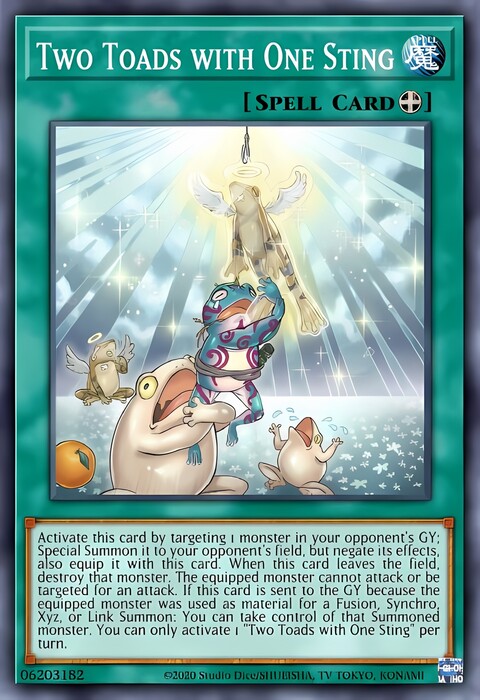 TWO TOADS WITH ONE STING
魔
[SPELL CARD]
Activate this card by targeting 1 monster in your opponent's GY;
Special Summon it to your opponent's field, but negate its effects,
also equip it with this card. When this card leaves the field,
destroy that monster. The equipped monster cannot attack or be
targeted for an attack. If this card is sent to the GY because the
equipped monster was used as material for a Fusion, Synchro,
Xyz, or Link Summon: You can take control of that Summoned
monster. You can only activate 1 "Two Toads with One Sting" per
turn.
06203182
©2020 Studio Dice/SHUEISHA, TV TOKYO, KONAMI